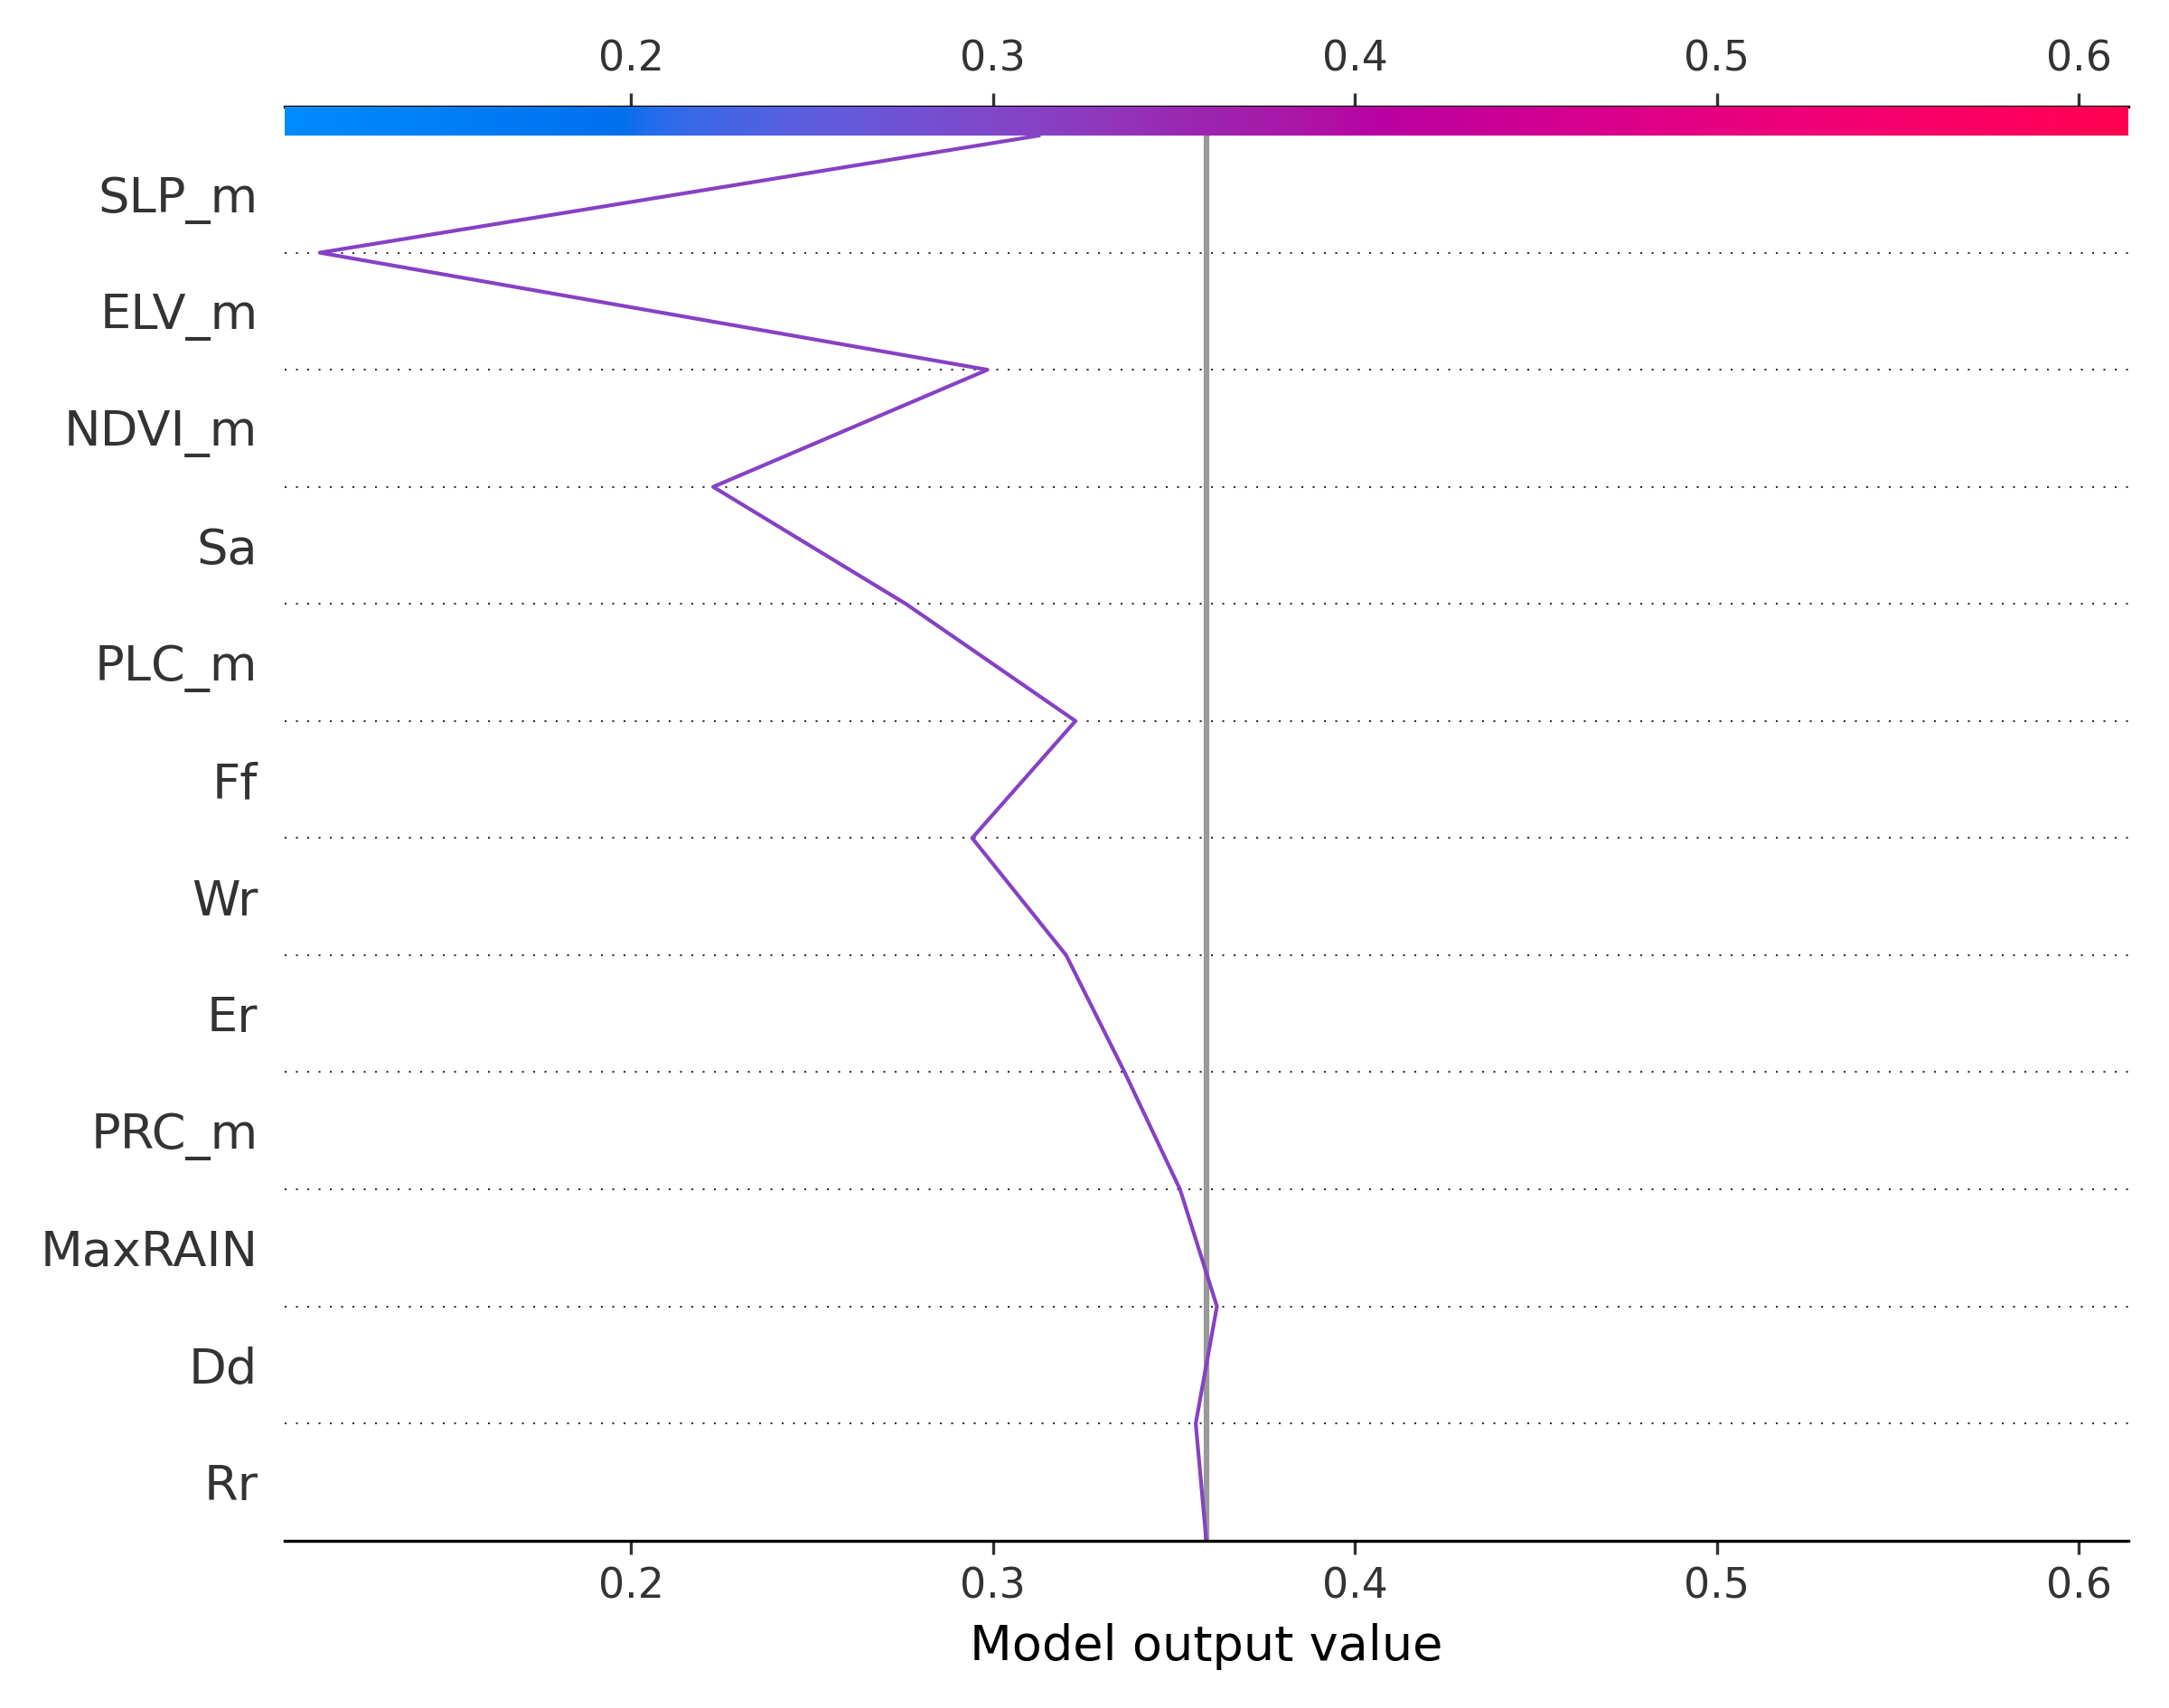 0.2 0.3 0.4 0.5 0.6
SLP_m
ELV_m
NDVI_m
Sa
PLC_m
Ff
Wr
Er
PRC_m
MaxRAIN
Dd
Rr
0.2 0.3 0.4 0.5 0.6
Model output value